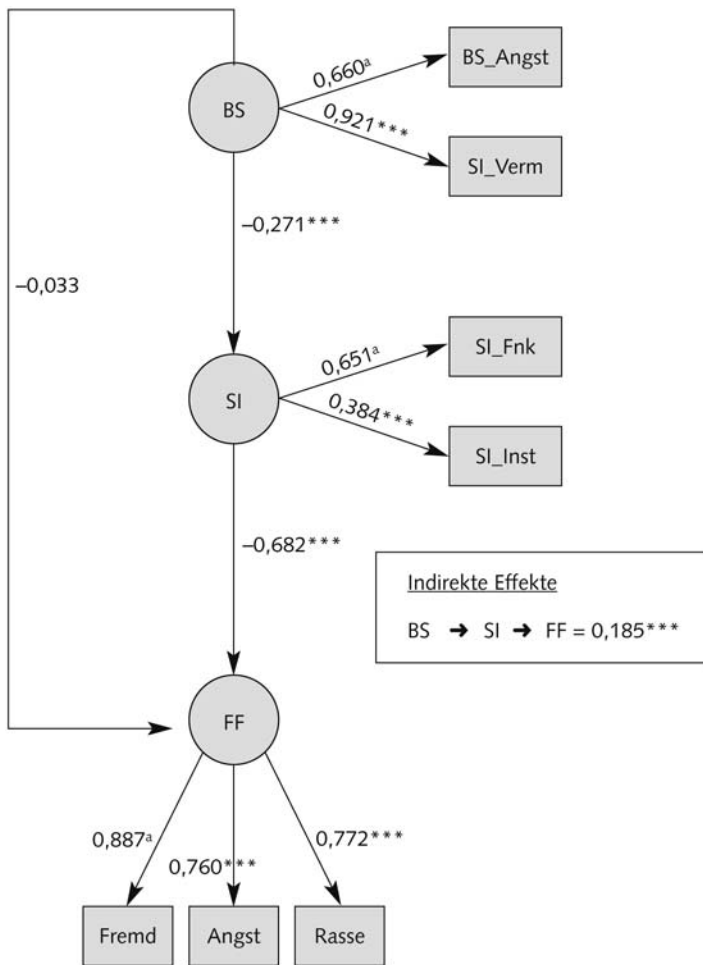 BS
0,660ᵃ
BS_Angst
0,921***
SI_Verm
–0,271***
–0,033
SI
0,651ᵃ
SI_Fnk
0,384***
SI_Inst
–0,682***
Indirekte Effekte
BS ➔ SI ➔ FF = 0,185***
FF
0,887ᵃ
0,760***
0,772***
Fremd
Angst
Rasse